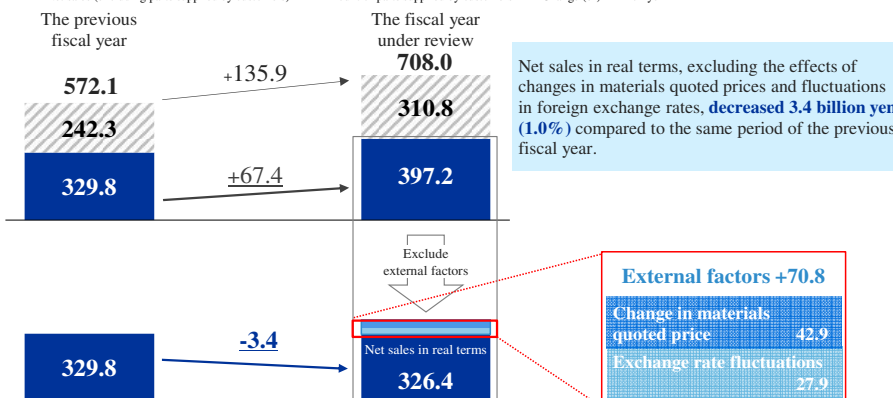 The previous
fiscal year
The fiscal year
under review
572.1
+135.9
708.0
242.3
310.8
329.8
+67.4
397.2
Net sales in real terms, excluding the effects of
changes in materials quoted prices and fluctuations
in foreign exchange rates, decreased 3.4 billion yen
(1.0%) compared to the same period of the previous
fiscal year.
Exclude
external factors
External factors +70.8
Change in materials
quoted price 42.9
Exchange rate fluctuations
27.9
329.8
-3.4
Net sales in real terms
326.4